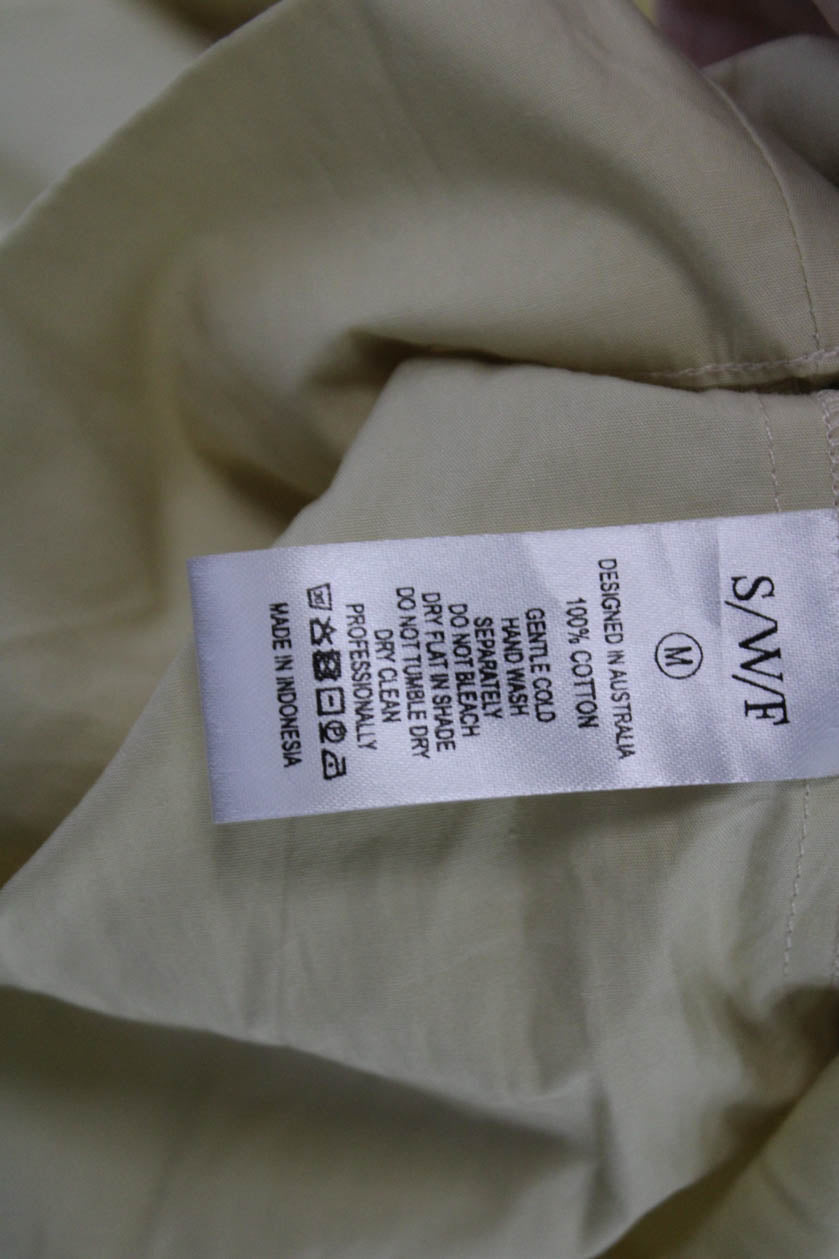 S/W/F
M
DESIGNED IN AUSTRALIA
100% COTTON
GENTLE COLD
HAND WASH
SEPARATELY
DO NOT BLEACH
DRY FLAT IN SHADE
DO NOT TUMBLE DRY
DRY CLEAN
PROFESSIONALLY
MADE IN INDONESIA